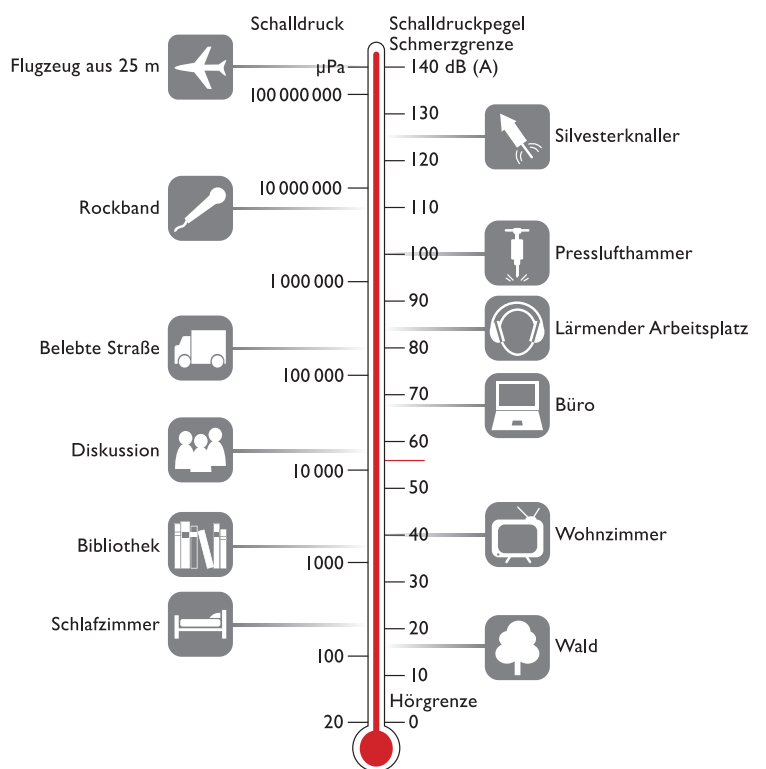 Schalldruck
Schalldruckpegel
Schmerzgrenze
Flugzeug aus 25 m
µPa
140 dB (A)
100 000 000
130
Silvesterknaller
120
10 000 000
Rockband
110
100
Presslufthammer
1 000 000
90
Lärmender Arbeitsplatz
Belebte Straße
80
100 000
70
Büro
60
Diskussion
10 000
50
40
Wohnzimmer
Bibliothek
1000
30
Schlafzimmer
20
Wald
100
10
Hörgrenze
20
0